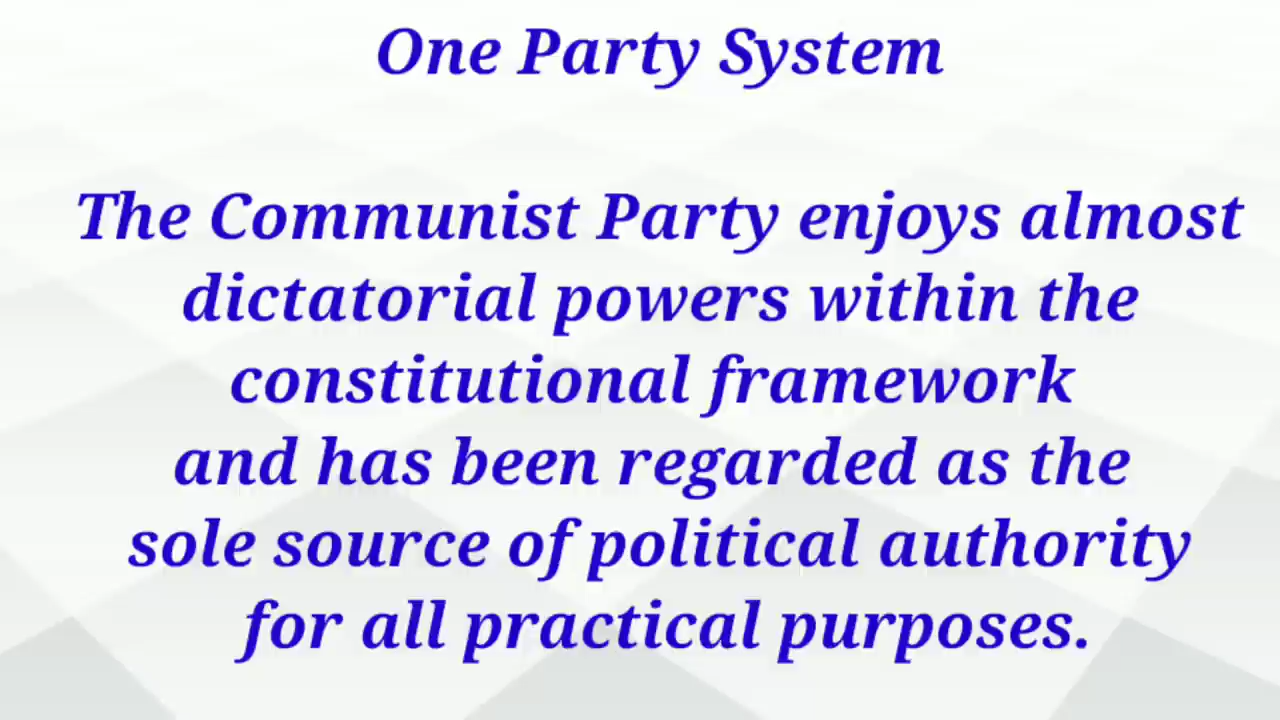 One Party System
The Communist Party enjoys almost
dictatorial powers within the
constitutional framework
and has been regarded as the
sole source of political authority
for all practical purposes.